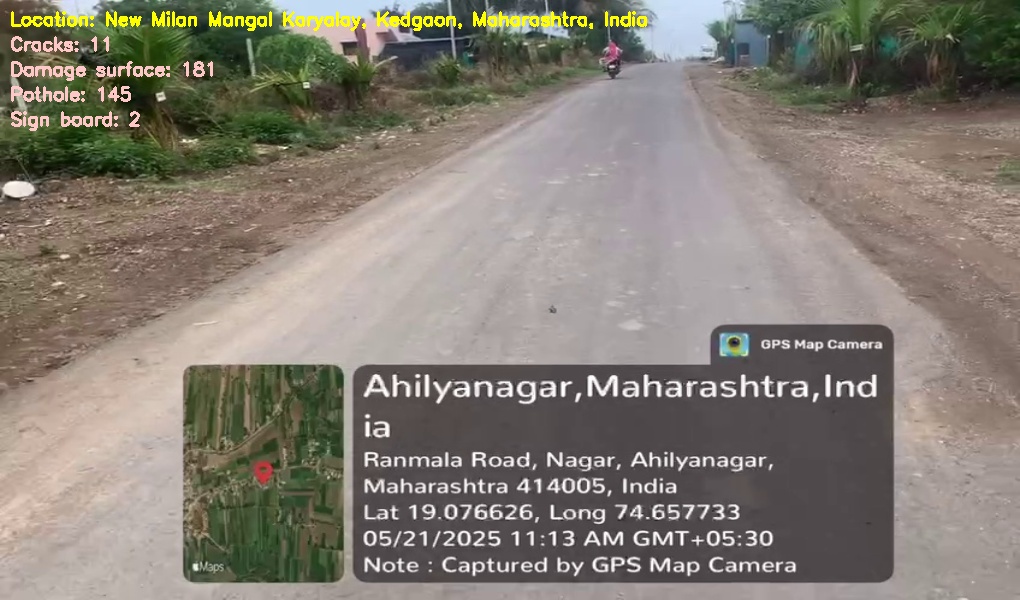 Location: New Milan Mangal Karyalay, Kedgaon, Maharashtra, India
Cracks: 11
Damage surface: 181
Pothole: 145
Sign board: 2
GPS Map Camera
Ahilyanagar,Maharashtra,Ind
ia
Ranmala Road, Nagar, Ahilyanagar,
Maharashtra 414005, India
Lat 19.076626, Long 74.657733
05/21/2025 11:13 AM GMT+05:30
Note : Captured by GPS Map Camera
Maps